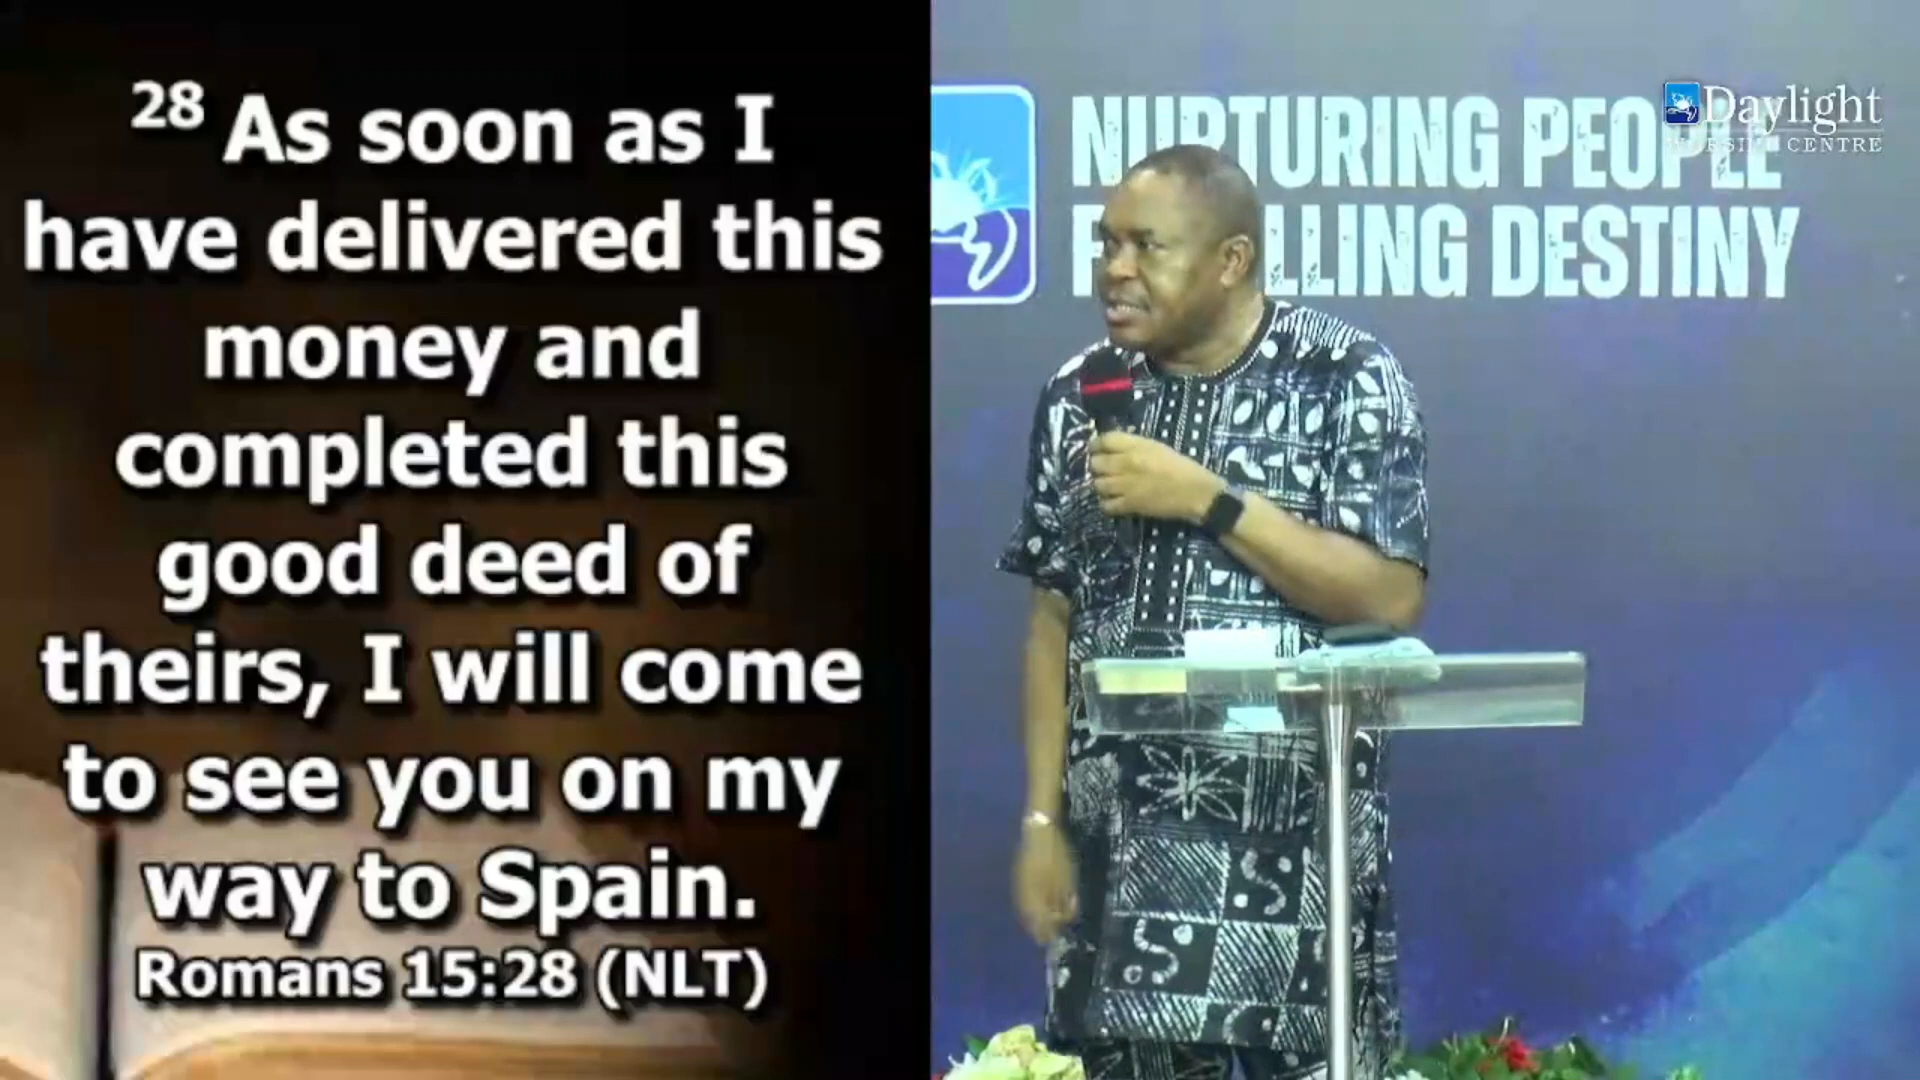 28 As soon as I
have delivered this
money and
completed this
good deed of
theirs, I will come
to see you on my
way to Spain.
Romans 15:28 (NLT)
NURTURING PEOPLE
DESTINY
Daylight
CENTRE